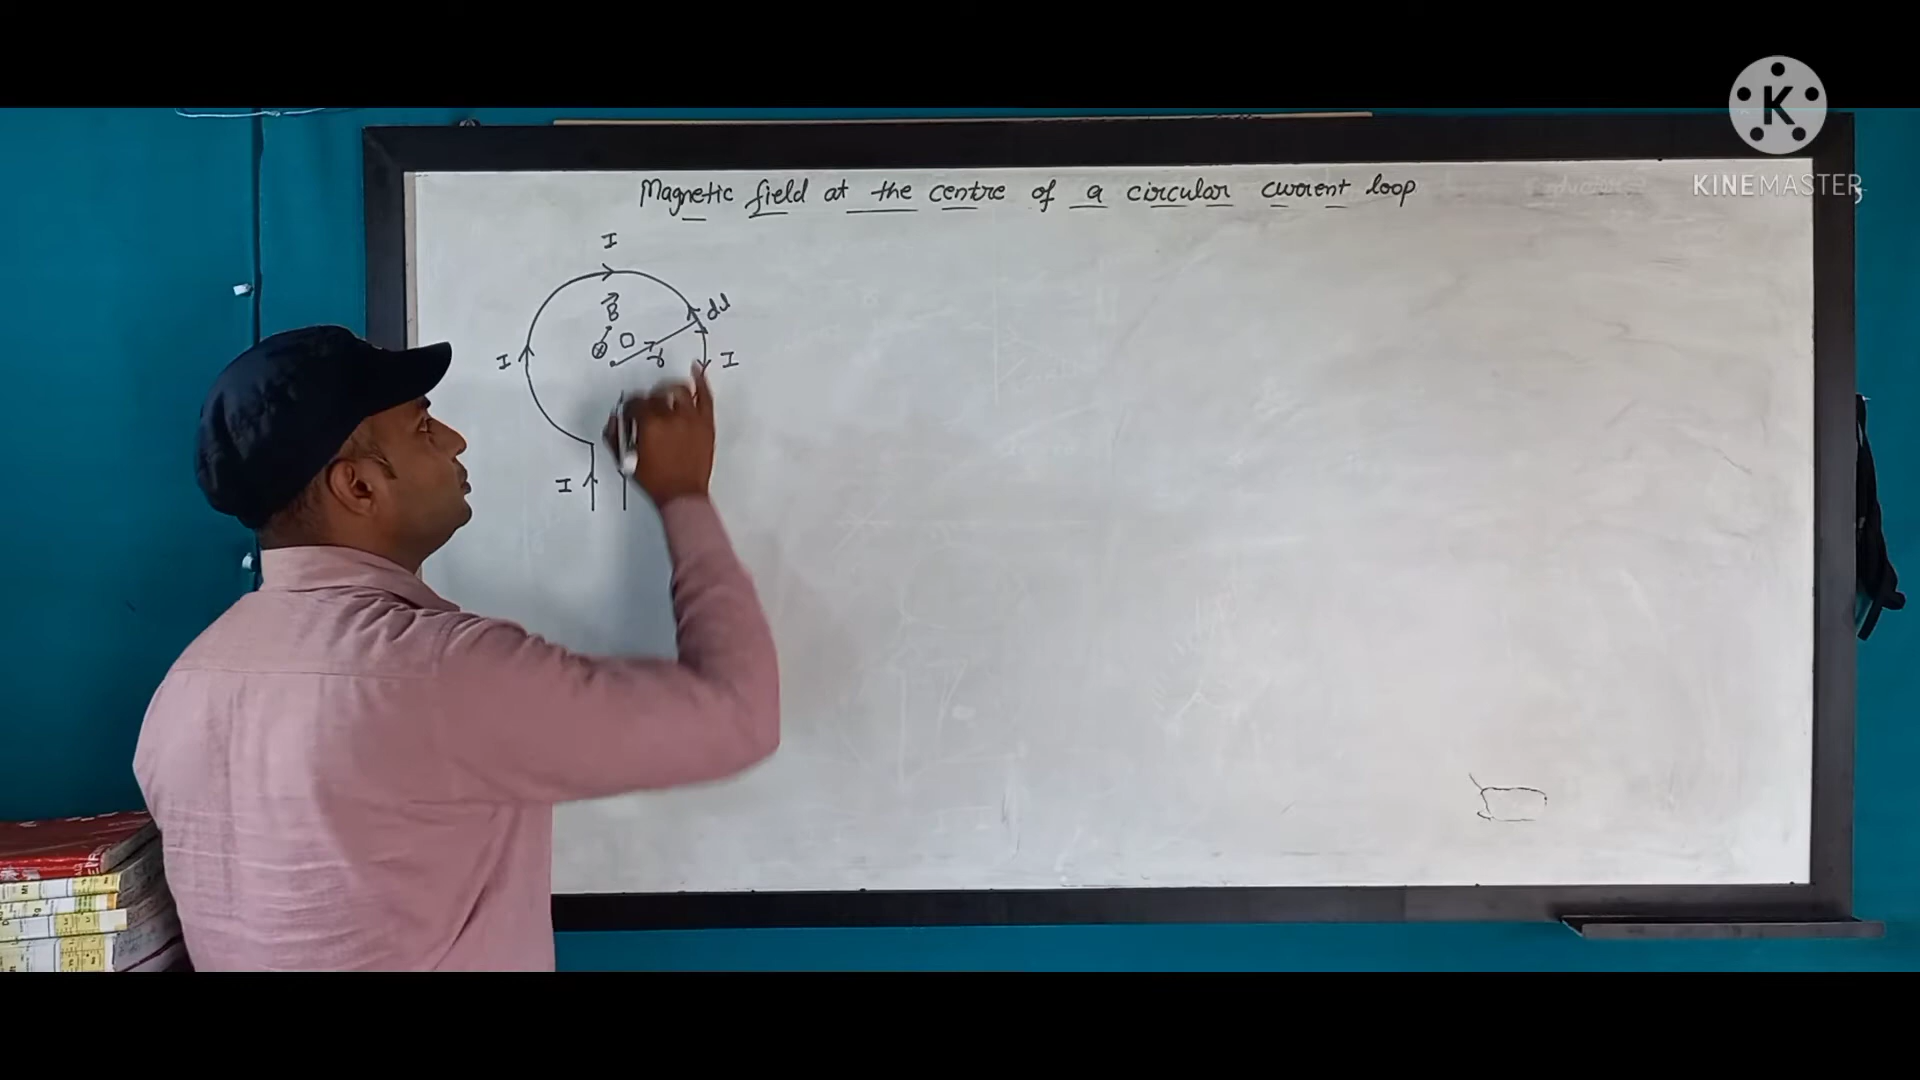 K
KINEMASTER
Magnetic field at the centre of a circular current loop
I
B
dl
O
r
I
I
I